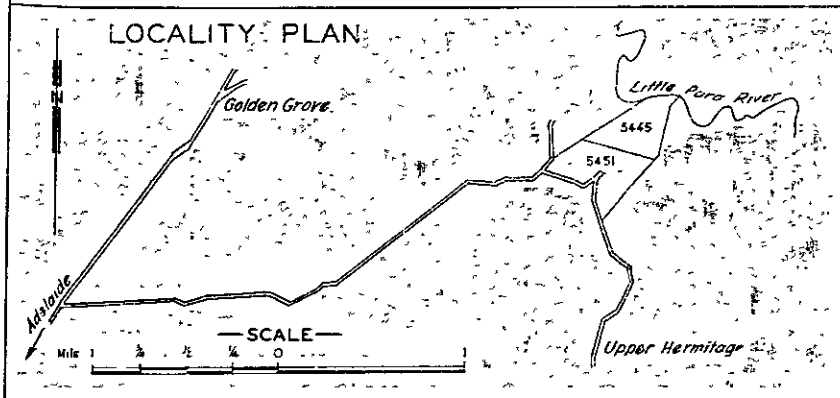 LOCALITY PLAN
Golden Grove.
Little Para River
5445
5451
Adelaide
—SCALE—
Mile 1 ¾ ½ ¼ 0 1
Upper Hermitage